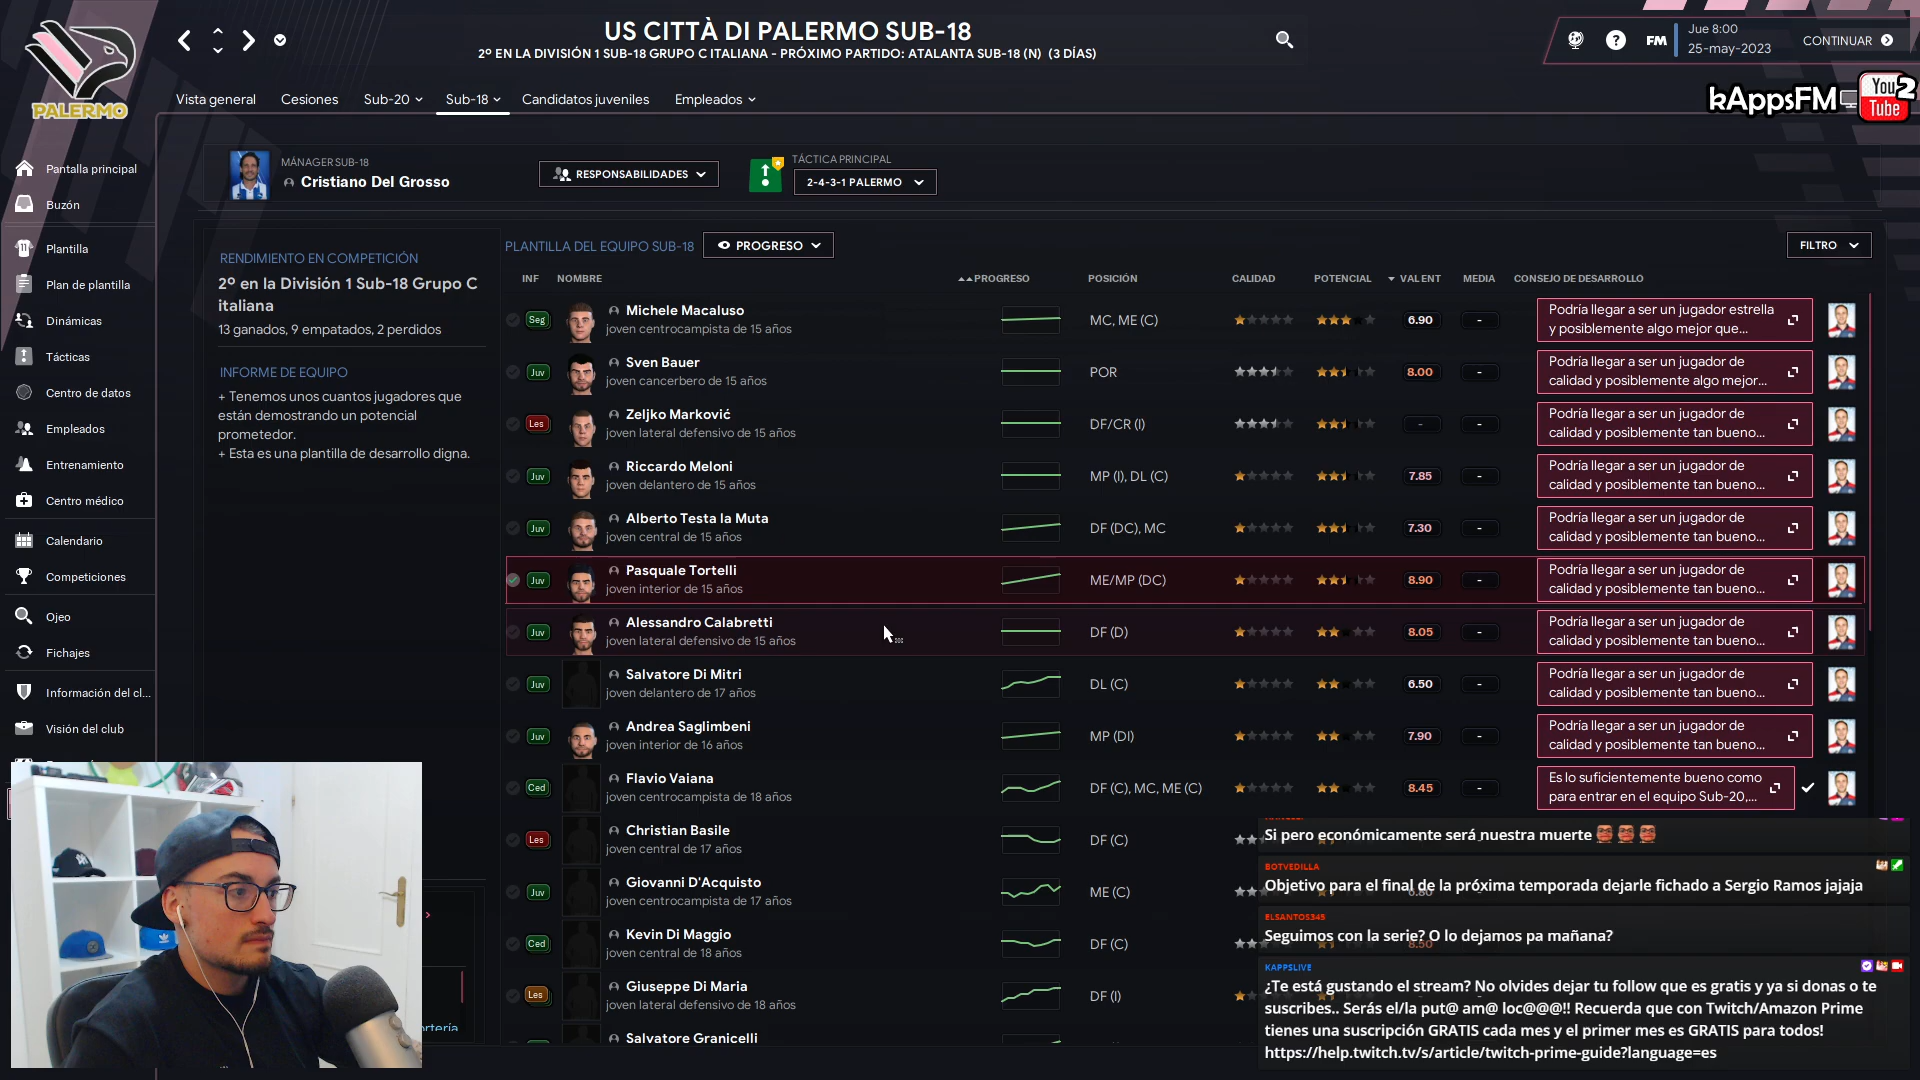 US CITTÀ DI PALERMO SUB-18
2º EN LA DIVISIÓN 1 SUB-18 GRUPO C ITALIANA - PRÓXIMO PARTIDO: ATALANTA SUB-18 (N) (3 DÍAS)
FM
Jue 8:00
25-may-2023
CONTINUAR
PALERMO
kAppsFM
You2
Tube
Vista general
Cesiones
Sub-20
Sub-18
Candidatos juveniles
Empleados
Pantalla principal
Buzón
Plantilla
Plan de plantilla
Dinámicas
Tácticas
Centro de datos
Empleados
Entrenamiento
Centro médico
Calendario
Competiciones
Ojeo
Fichajes
Información del cl...
Visión del club
MÁNAGER SUB-18
Cristiano Del Grosso
RESPONSABILIDADES
TÁCTICA PRINCIPAL
2-4-3-1 PALERMO
RENDIMIENTO EN COMPETICIÓN
2º en la División 1 Sub-18 Grupo C
italiana
13 ganados, 9 empatados, 2 perdidos
INFORME DE EQUIPO
+ Tenemos unos cuantos jugadores que
están demostrando un potencial
prometedor.
+ Esta es una plantilla de desarrollo digna.
PLANTILLA DEL EQUIPO SUB-18
PROGRESO
FILTRO
INF NOMBRE PROGRESO POSICIÓN CALIDAD POTENCIAL VAL ENT MEDIA CONSEJO DE DESARROLLO
Seg Michele Macaluso MC, ME (C) 6.90 - Podría llegar a ser un jugador estrella
joven centrocampista de 15 años y posiblemente algo mejor que...
Juv Sven Bauer POR 8.00 - Podría llegar a ser un jugador de
joven cancerbero de 15 años calidad y posiblemente algo mejor...
Les Zeljko Marković DF/CR (I) - - Podría llegar a ser un jugador de
joven lateral defensivo de 15 años calidad y posiblemente tan bueno...
Juv Riccardo Meloni MP (I), DL (C) 7.85 - Podría llegar a ser un jugador de
joven delantero de 15 años calidad y posiblemente tan bueno...
Juv Alberto Testa la Muta DF (DC), MC 7.30 - Podría llegar a ser un jugador de
joven central de 15 años calidad y posiblemente tan bueno...
Juv Pasquale Tortelli ME/MP (DC) 8.90 - Podría llegar a ser un jugador de
joven interior de 15 años calidad y posiblemente tan bueno...
Juv Alessandro Calabretti DF (D) 8.05 - Podría llegar a ser un jugador de
joven lateral defensivo de 15 años calidad y posiblemente tan bueno...
Juv Salvatore Di Mitri DL (C) 6.50 - Podría llegar a ser un jugador de
joven delantero de 17 años calidad y posiblemente tan bueno...
Juv Andrea Saglimbeni MP (DI) 7.90 - Podría llegar a ser un jugador de
joven interior de 16 años calidad y posiblemente tan bueno...
Ced Flavio Vaiana DF (C), MC, ME (C) 8.45 - Es lo suficientemente bueno como
joven centrocampista de 18 años para entrar en el equipo Sub-20,...
Les Christian Basile DF (C)
joven central de 17 años
Juv Giovanni D'Acquisto ME (C)
joven centrocampista de 17 años
Ced Kevin Di Maggio DF (C) 8.50
joven central de 18 años
Les Giuseppe Di Maria DF (I)
joven lateral defensivo de 18 años
Salvatore Granicelli
ortería
Si pero económicamente será nuestra muerte
BOTVEDILLA
Objetivo para el final de la próxima temporada dejarle fichado a Sergio Ramos jajaja
ELSANTOS345
Seguimos con la serie? O lo dejamos pa mañana?
KAPPSLIVE
¿Te está gustando el stream? No olvides dejar tu follow que es gratis y ya si donas o te
suscribes.. Serás el/la put@ am@ loc@@@!! Recuerda que con Twitch/Amazon Prime
tienes una suscripción GRATIS cada mes y el primer mes es GRATIS para todos!
https://help.twitch.tv/s/article/twitch-prime-guide?language=es